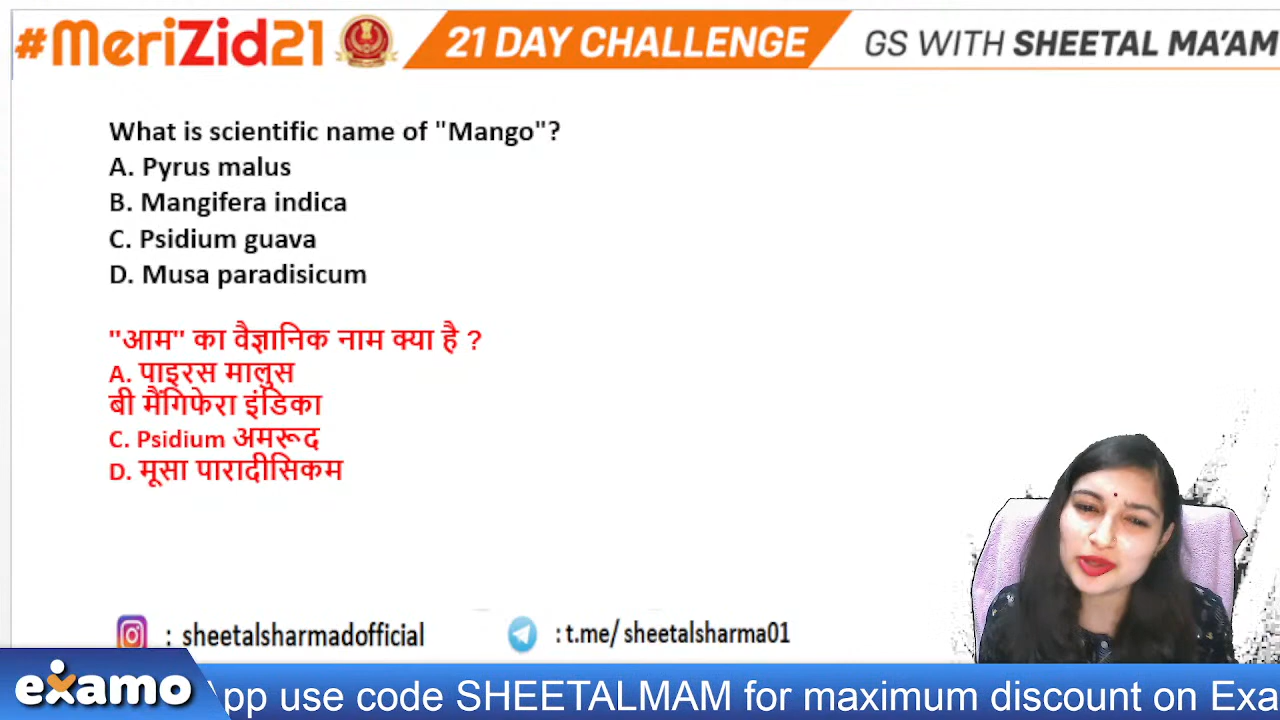 #MeriZid21 21 DAY CHALLENGE GS WITH SHEETAL MA'AM
What is scientific name of "Mango"?
A. Pyrus malus
B. Mangifera indica
C. Psidium guava
D. Musa paradisicum
"आम" का वैज्ञानिक नाम क्या है ?
A. पाइरस मालुस
बी मैंगिफेरा इंडिका
C. Psidium अमरूद
D. मूसा पारादीसिकम
: sheetalsharmadofficial : t.me/ sheetalsharma01
examo pp use code SHEETALMAM for maximum discount on Exa